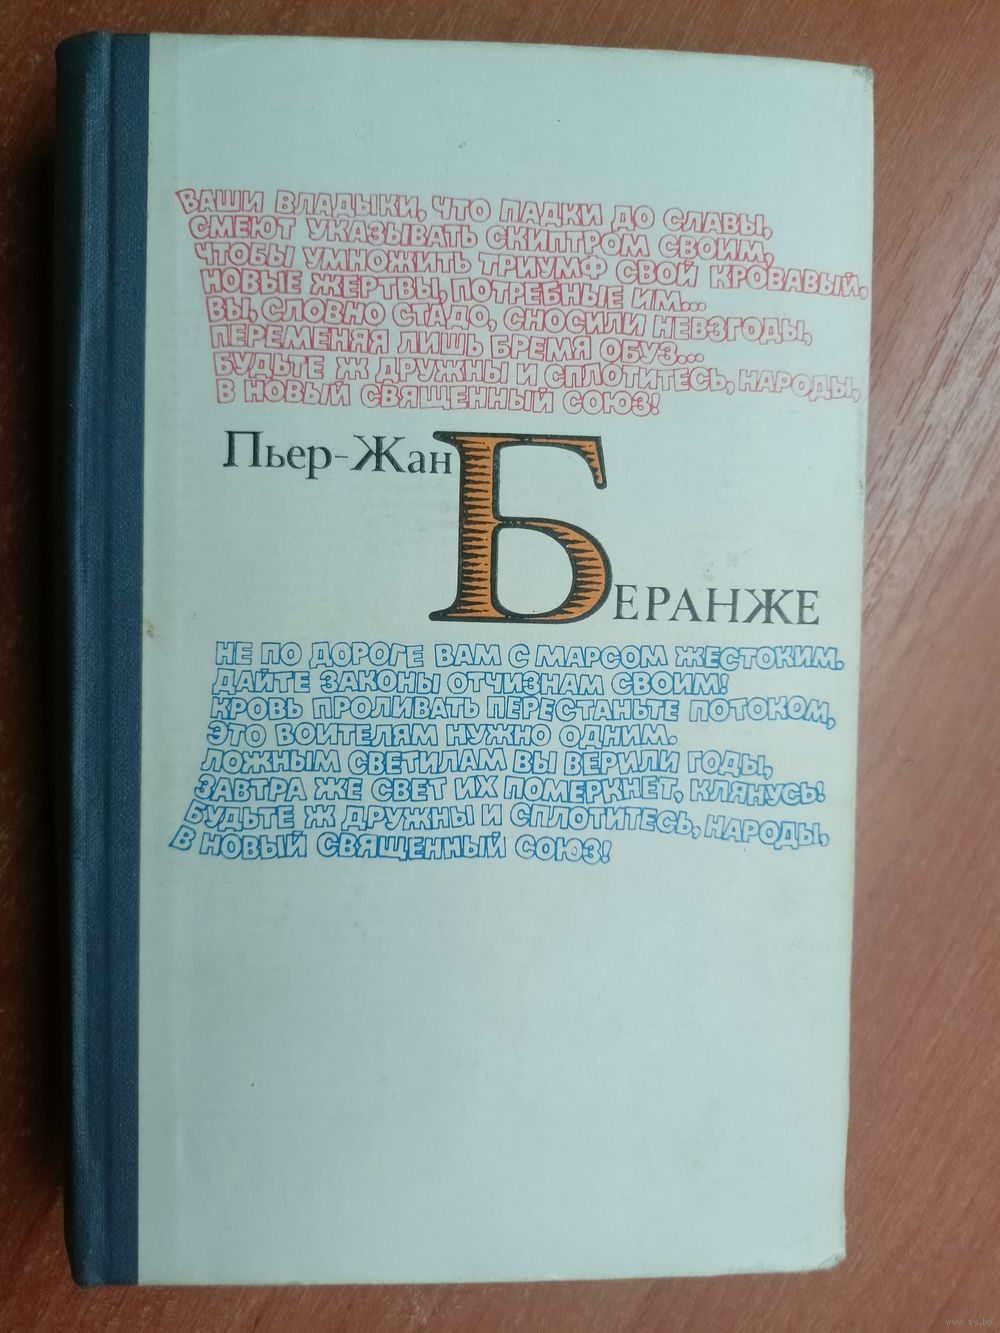 ВАШИ ВЛАДЫКИ, ЧТО ПАДКИ ДО СЛАВЫ,
СМЕЮТ УКАЗЫВАТЬ СКИПТРОМ СВОИМ,
ЧТОБЫ УМНОЖИТЬ ТРИУМФ СВОЙ КРОВАВЫЙ,
НОВЫЕ ЖЕРТВЫ, ПОТРЕБНЫЕ ИМ...
ВЫ, СЛОВНО СТАДО, СНОСИЛИ НЕВЗГОДЫ,
ПЕРЕМЕНЯЯ ЛИШЬ БРЕМЯ ОБУЗ...
БУДЬТЕ Ж ДРУЖНЫ И СПЛОТИТЕСЬ, НАРОДЫ,
В НОВЫЙ СВЯЩЕННЫЙ СОЮЗ!
Пьер-Жан
БЕРАНЖЕ
НЕ ПО ДОРОГЕ ВАМ С МАРСОМ ЖЕСТОКИМ.
ДАЙТЕ ЗАКОНЫ ОТЧИЗНАМ СВОИМ!
КРОВЬ ПРОЛИВАТЬ ПЕРЕСТАНЬТЕ ПОТОКОМ,
ЭТО ВОИТЕЛЯМ НУЖНО ОДНИМ.
ЛОЖНЫМ СВЕТИЛАМ ВЫ ВЕРИЛИ ГОДЫ,
ЗАВТРА ЖЕ СВЕТ ИХ ПОМЕРКНЕТ, КЛЯНУСЬ!
БУДЬТЕ Ж ДРУЖНЫ И СПЛОТИТЕСЬ, НАРОДЫ,
В НОВЫЙ СВЯЩЕННЫЙ СОЮЗ!
www.ay.by